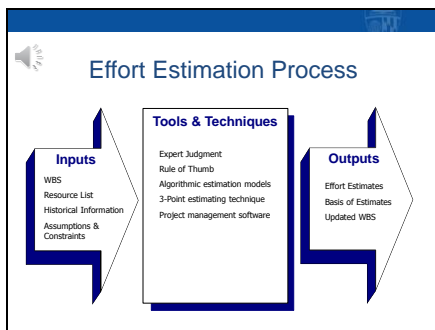 Effort Estimation Process
Inputs
WBS
Resource List
Historical Information
Assumptions &
Constraints
Tools & Techniques
Expert Judgment
Rule of Thumb
Algorithmic estimation models
3-Point estimating technique
Project management software
Outputs
Effort Estimates
Basis of Estimates
Updated WBS